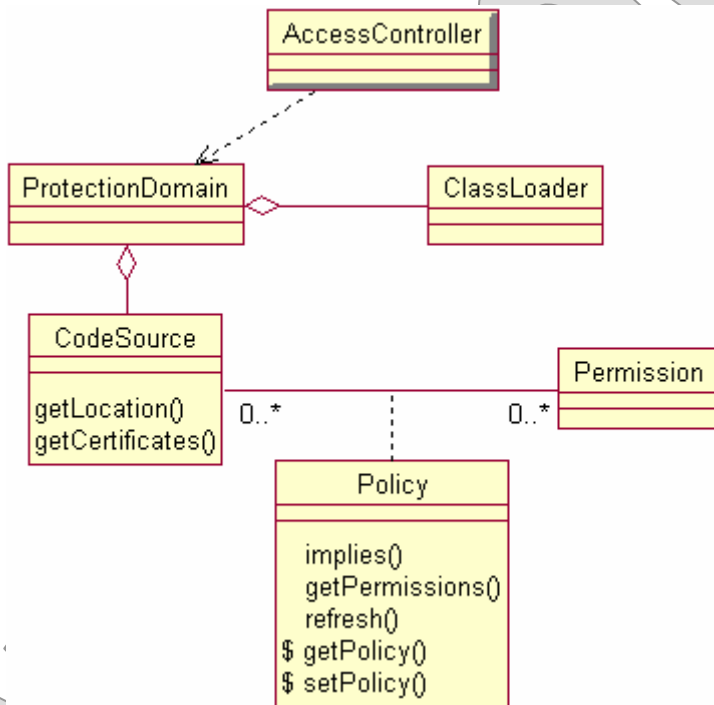 AccessController
ProtectionDomain
ClassLoader
CodeSource
getLocation()
getCertificates()
0..*
0..*
Permission
Policy
implies()
getPermissions()
refresh()
$ getPolicy()
$ setPolicy()